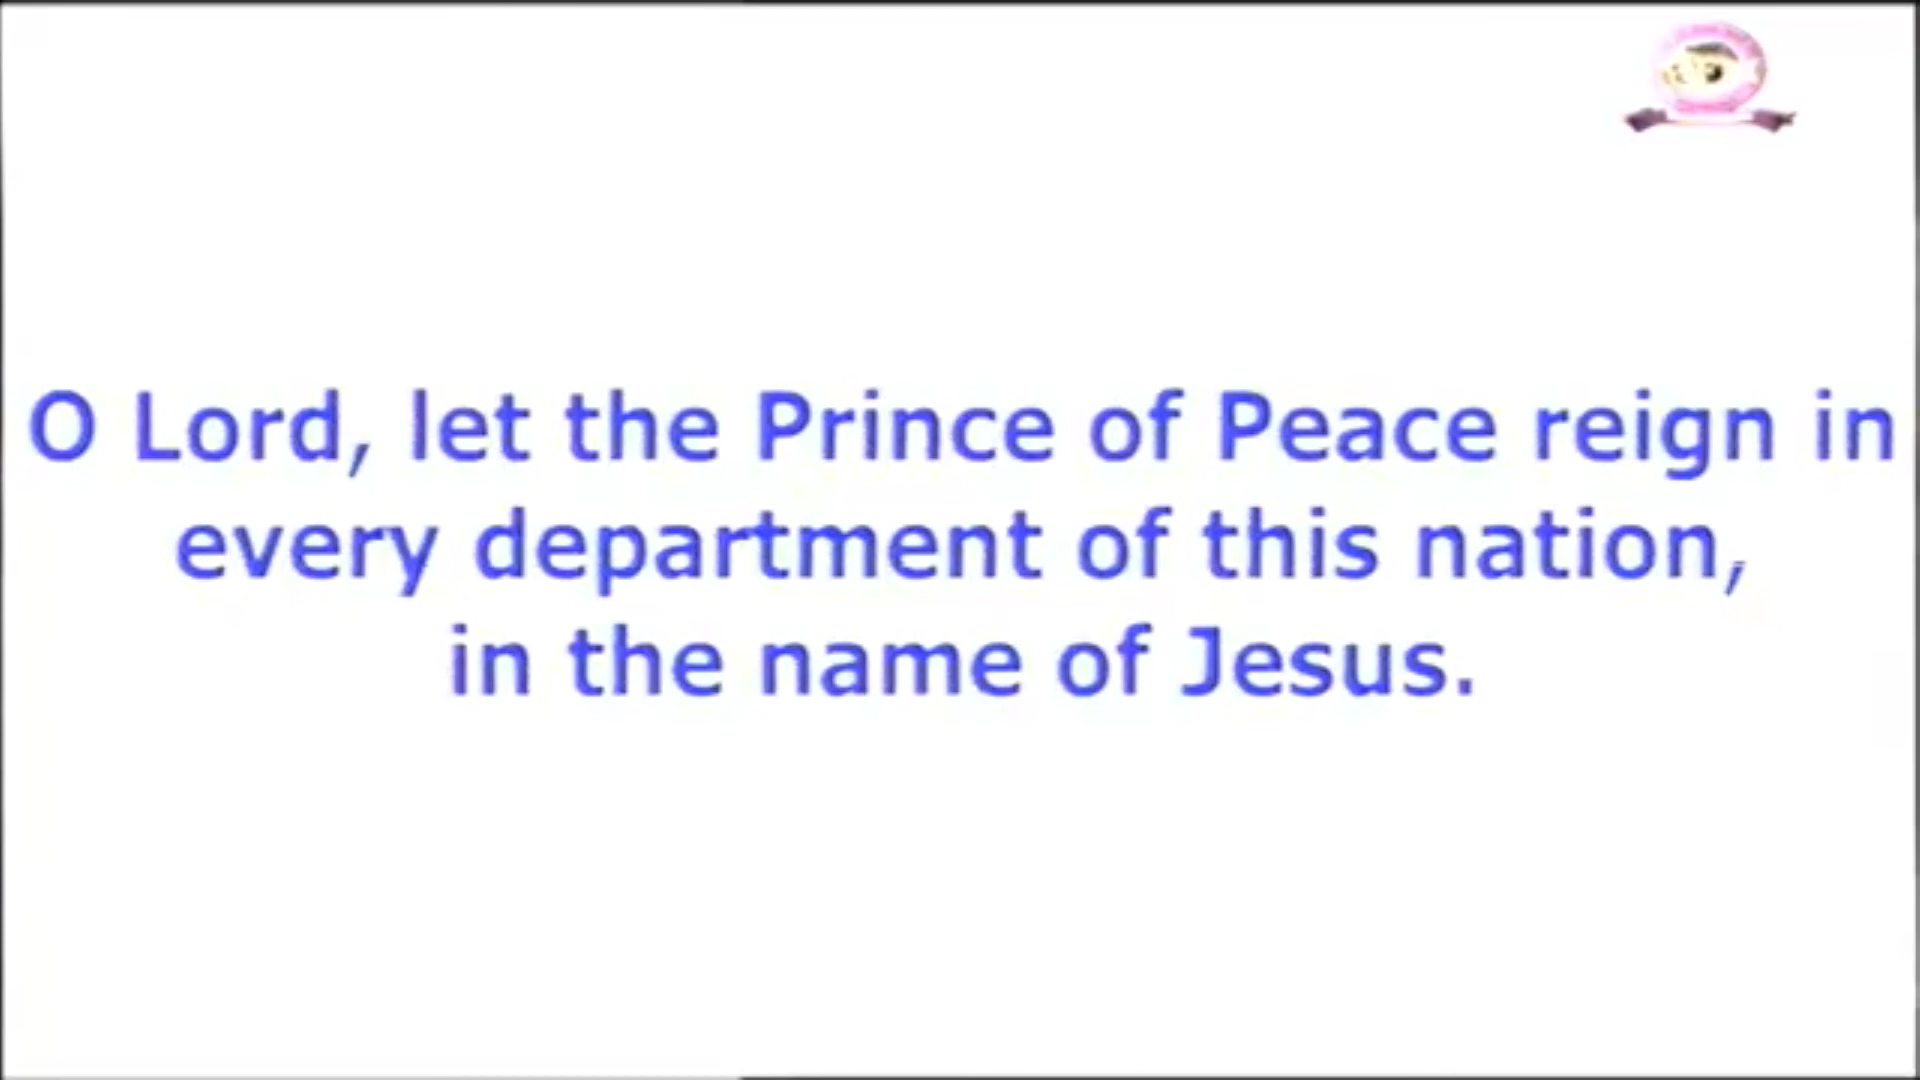 O Lord, let the Prince of Peace reign in
every department of this nation,
in the name of Jesus.